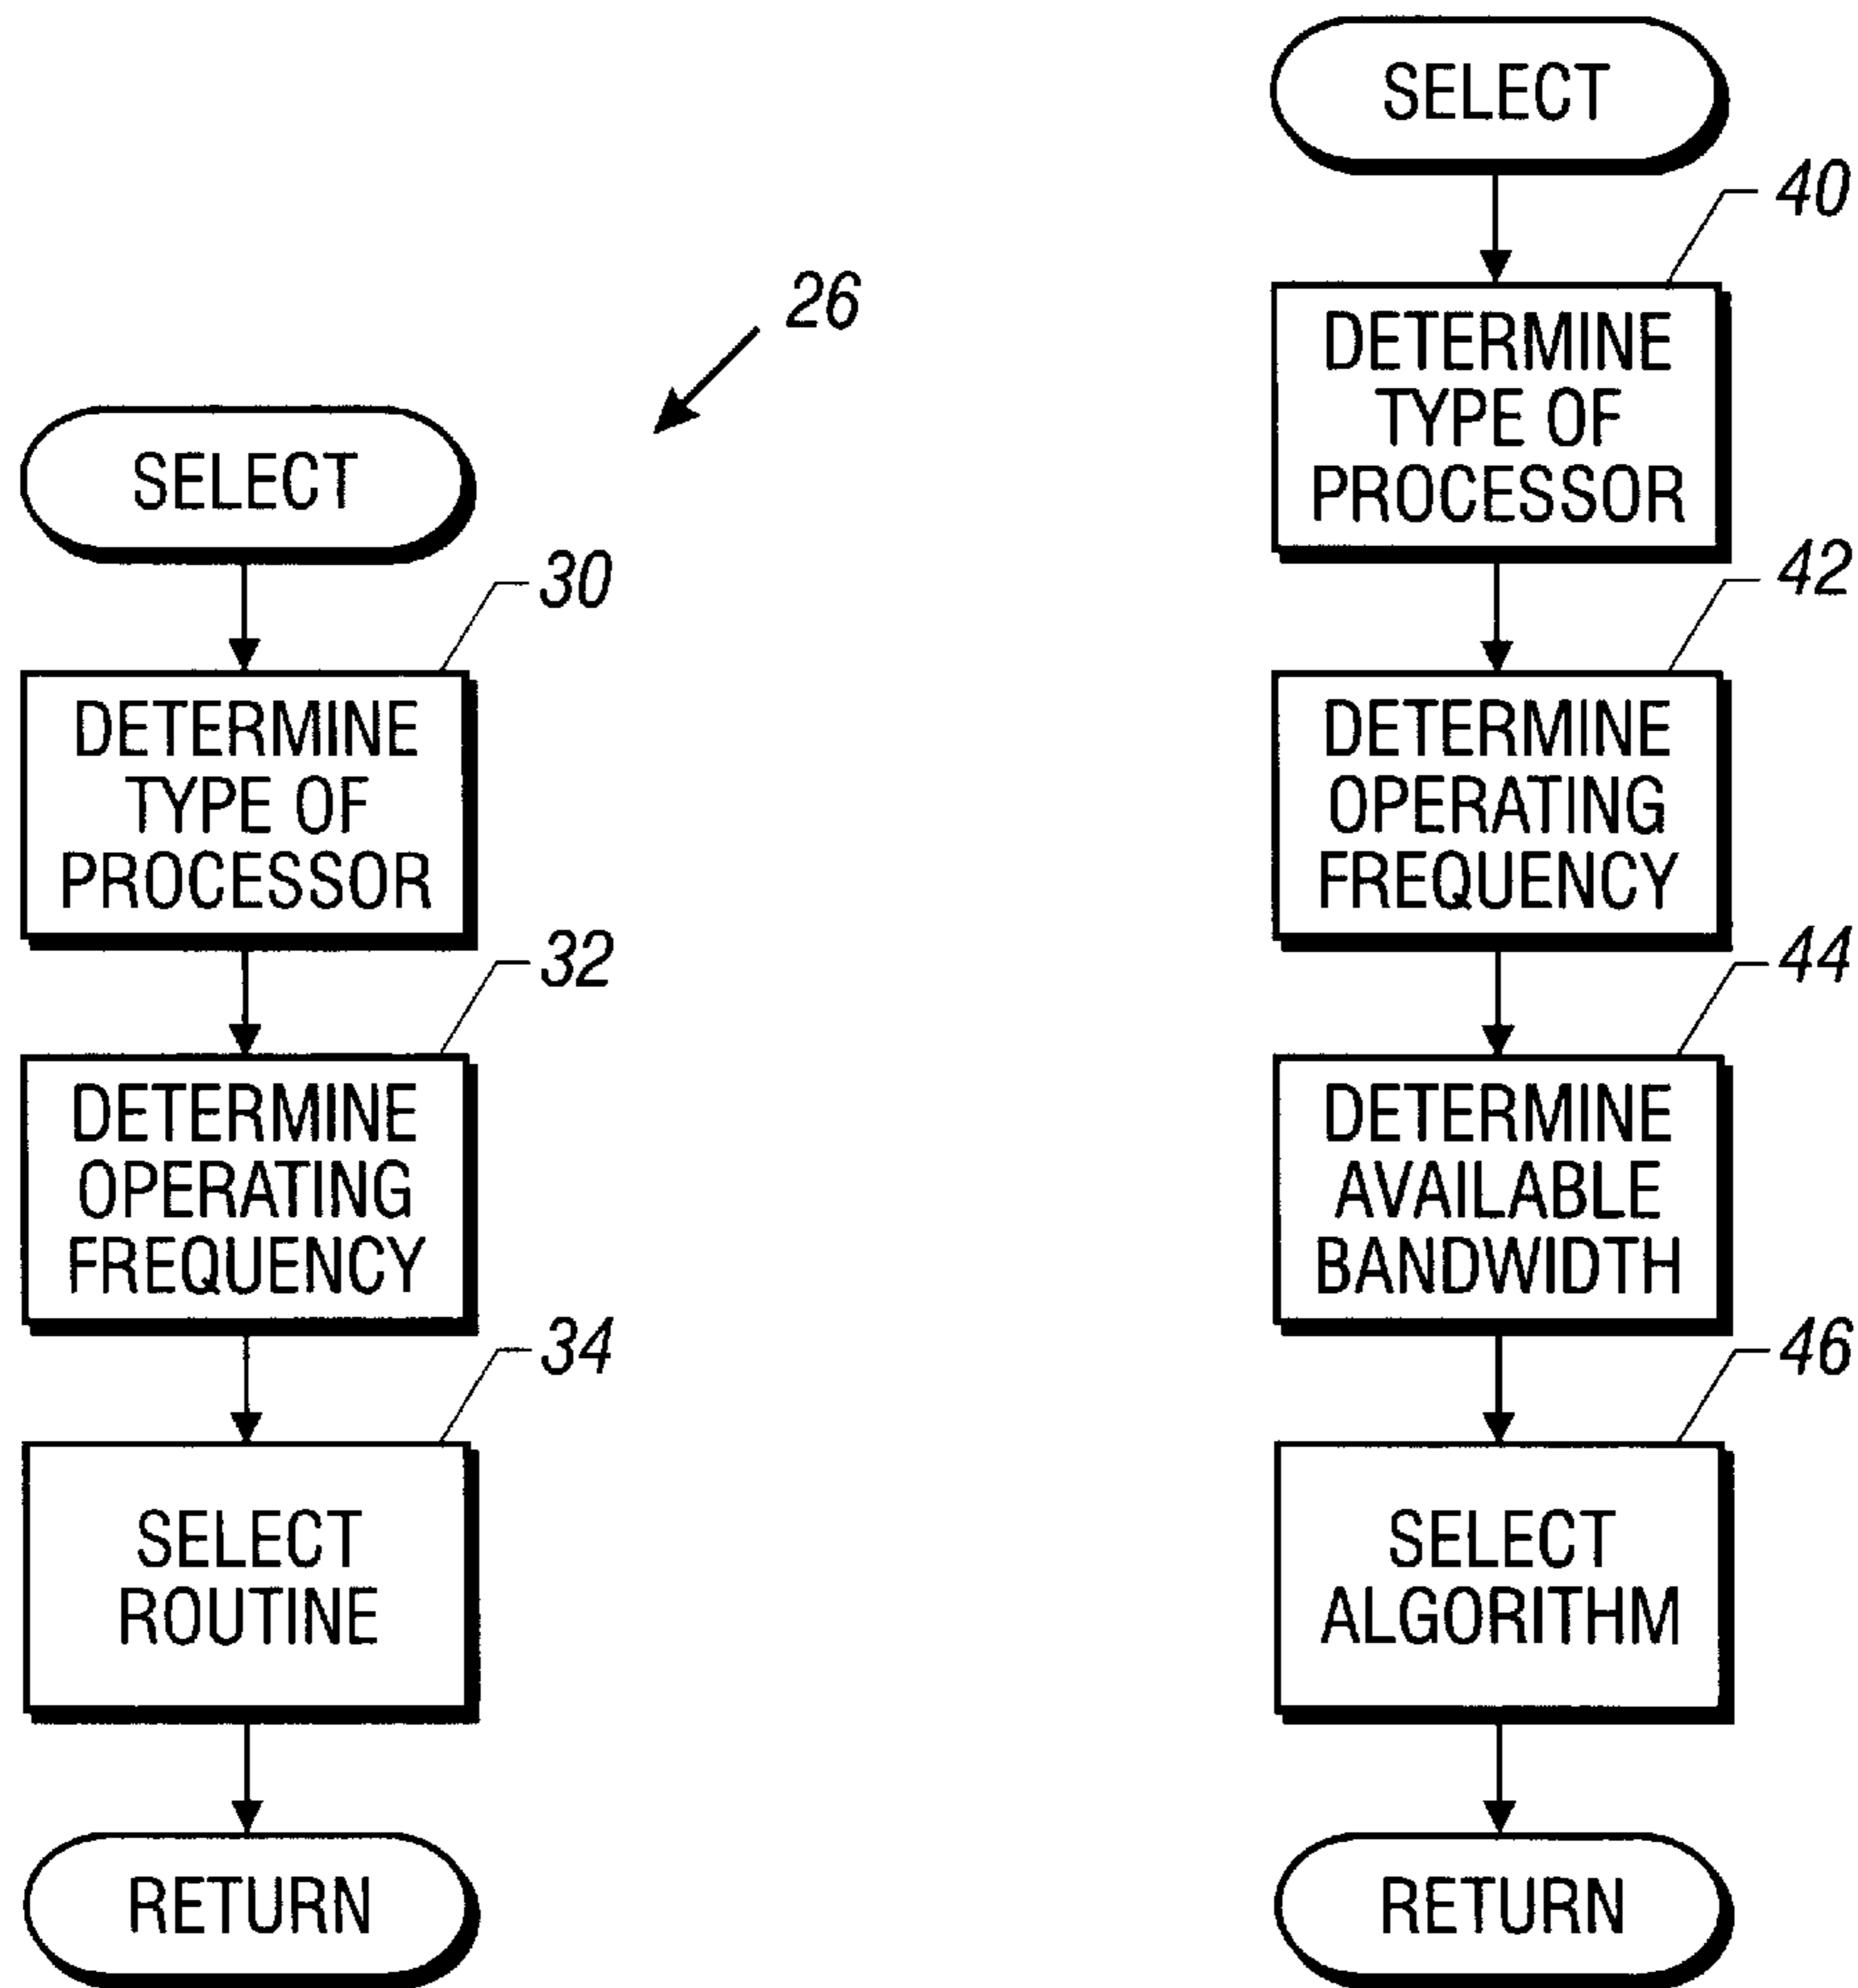 26
SELECT
30
DETERMINE
TYPE OF
PROCESSOR
32
DETERMINE
OPERATING
FREQUENCY
34
SELECT
ROUTINE
RETURN
SELECT
40
DETERMINE
TYPE OF
PROCESSOR
42
DETERMINE
OPERATING
FREQUENCY
44
DETERMINE
AVAILABLE
BANDWIDTH
46
SELECT
ALGORITHM
RETURN